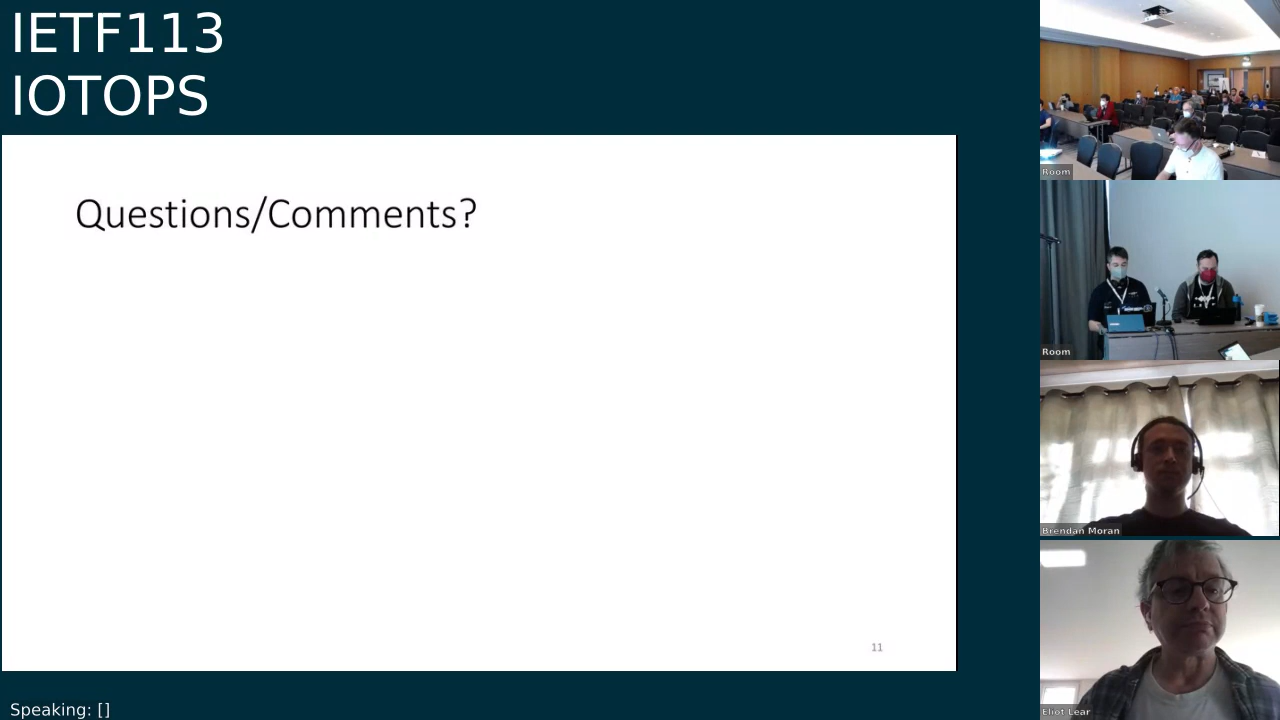 IETF113
IOTOPS
Questions/Comments?
11
Speaking: []
Room
Room
Brendan Moran
Eliot Lear